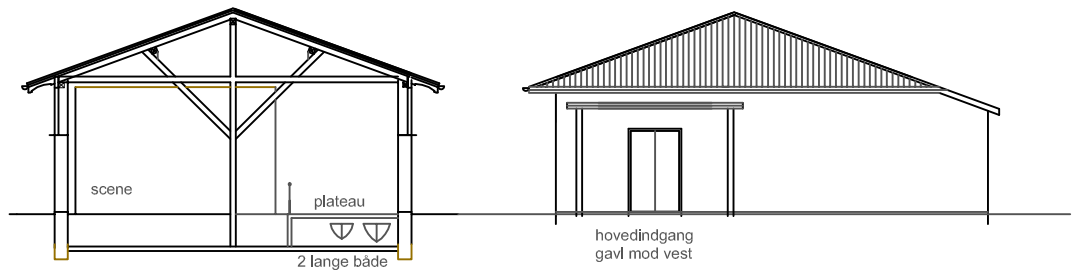 scene
plateau
2 lange både
hovedindgang
gavl mod vest